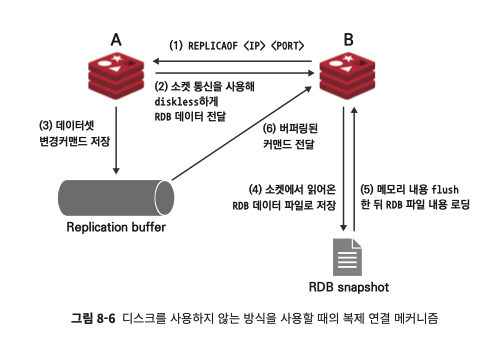 A
B
(1) REPLICAOF <IP> <PORT>
(2) 소켓 통신을 사용해
diskless하게
RDB 데이터 전달
(3) 데이터셋
변경커맨드 저장
(6) 버퍼링된
커맨드 전달
Replication buffer
(4) 소켓에서 읽어온
RDB 데이터 파일로 저장
(5) 메모리 내용 flush
한 뒤 RDB 파일 내용 로딩
RDB snapshot
그림 8-6 디스크를 사용하지 않는 방식을 사용할 때의 복제 연결 메커니즘